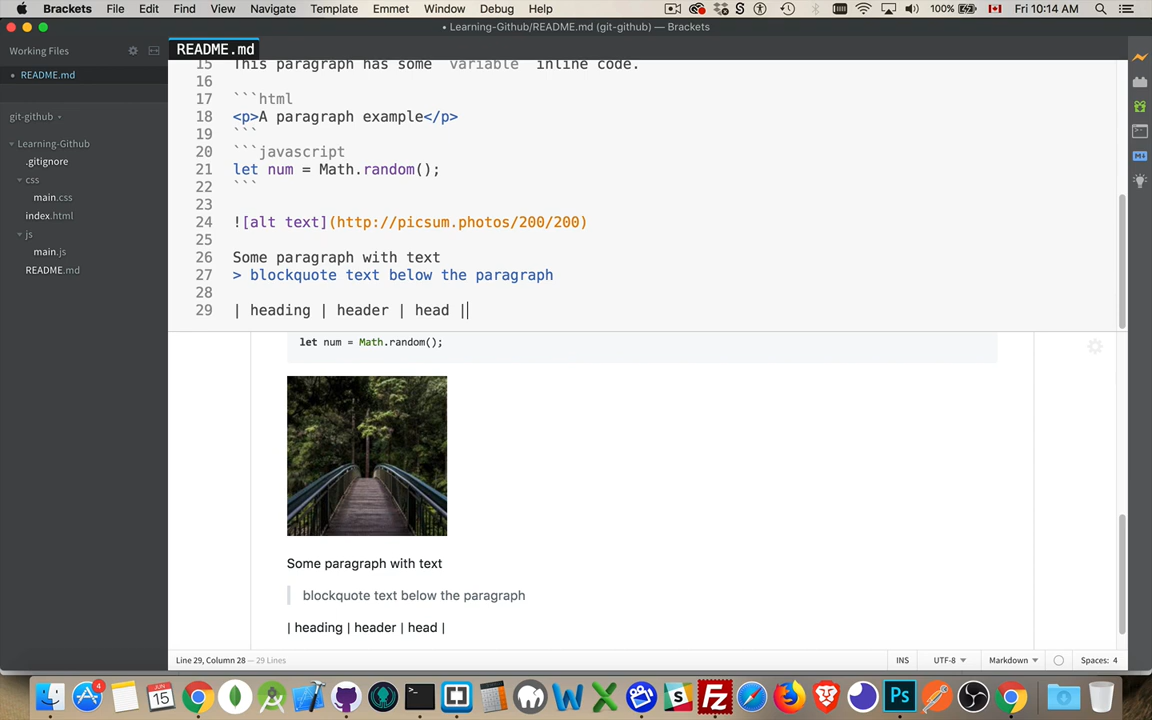 Brackets File Edit Find View Navigate Template Emmet Window Debug Help 100% Fri 10:14 AM
• Learning-Github/README.md (git-github) — Brackets
Working Files
README.md
• README.md
15 This paragraph has some `variable` inline code.
16
17 ```html
18 <p>A paragraph example</p>
19 ```
20 ```javascript
21 let num = Math.random();
22 ```
23
24 ![alt text](http://picsum.photos/200/200)
25
26 Some paragraph with text
27 > blockquote text below the paragraph
28
29 | heading | header | head |
git-github
Learning-Github
.gitignore
css
main.css
index.html
js
main.js
README.md
let num = Math.random();
Some paragraph with text
blockquote text below the paragraph
| heading | header | head |
Line 29, Column 28 — 29 Lines
INS UTF-8 Markdown Spaces: 4
4
JUN
15